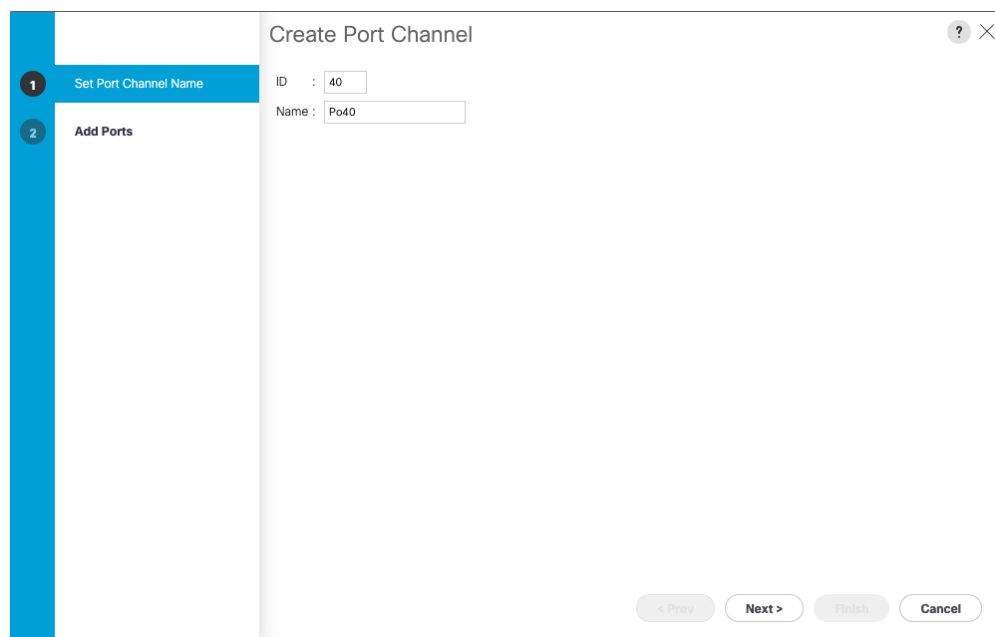 Create Port Channel
?
1 Set Port Channel Name
2 Add Ports
ID : 40
Name : Po40
< Prev Next > Finish Cancel